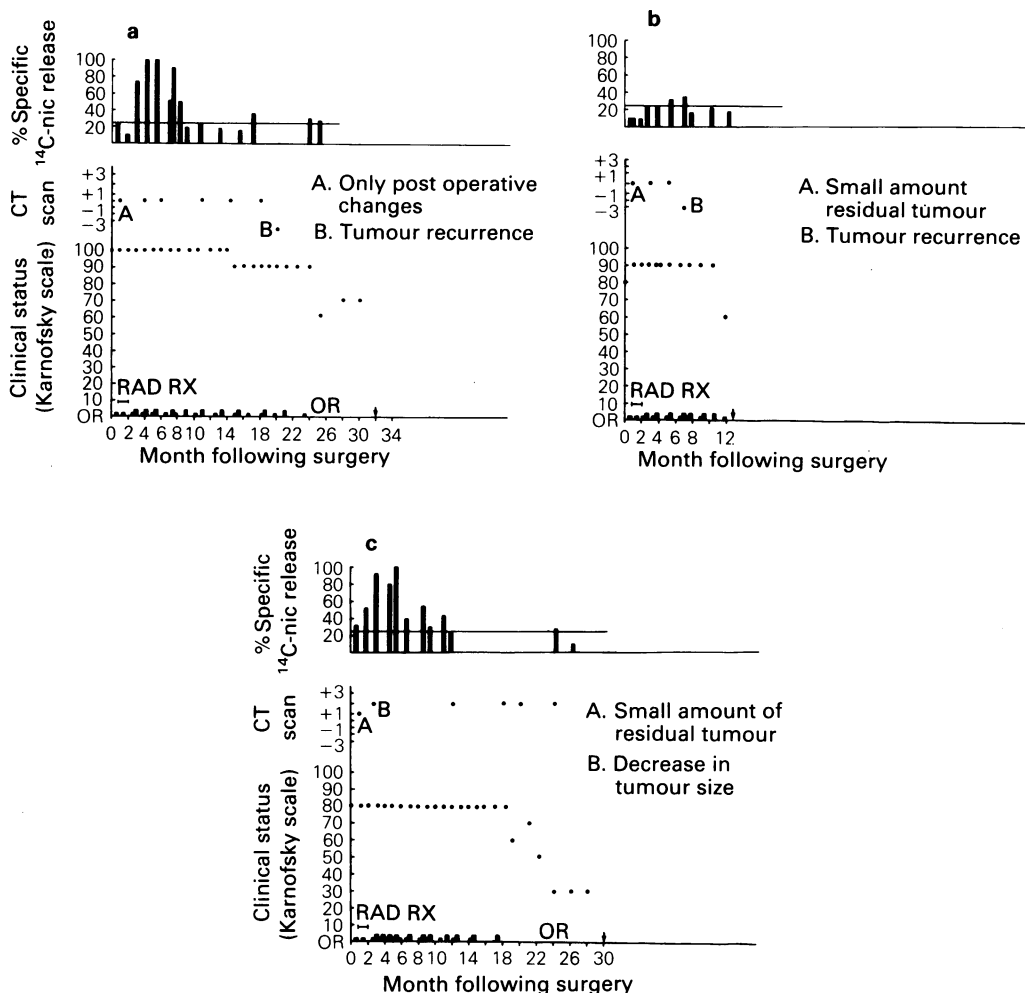 a
% Specific
¹⁴C-nic release
100
80
60
40
20
CT
scan
+3
+1
−1
−3
A
B
A. Only post operative
changes
B. Tumour recurrence
Clinical status
(Karnofsky scale)
100
90
80
70
60
50
40
30
20
10
OR
RAD RX
OR
0 2 4 6 8 10 14 18 22 26 30 34
Month following surgery
b
100
80
60
40
20
+3
+1
−1
−3
A
B
A. Small amount
residual tumour
B. Tumour recurrence
100
90
80
70
60
50
40
30
20
10
OR
RAD RX
0 2 4 6 8 12
Month following surgery
c
% Specific
¹⁴C-nic release
100
80
60
40
20
CT
scan
+3
+1
−1
−3
A
B
A. Small amount of
residual tumour
B. Decrease in
tumour size
Clinical status
(Karnofsky scale)
100
90
80
70
60
50
40
30
20
10
OR
RAD RX
OR
0 2 4 6 8 10 14 18 22 26 30
Month following surgery